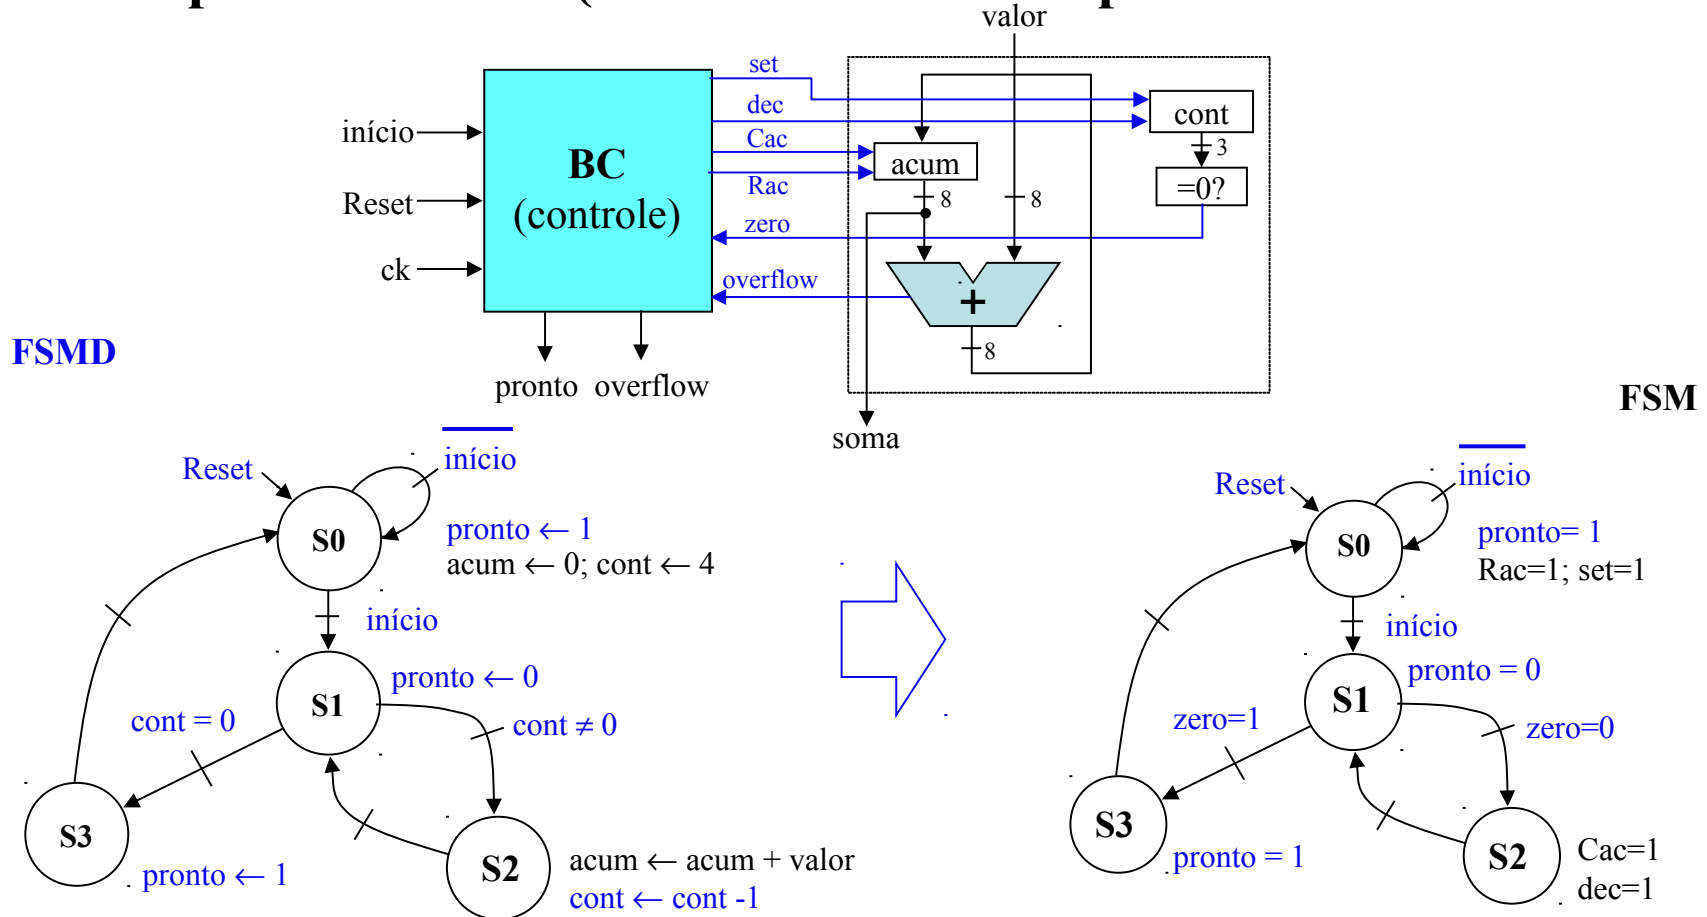 valor
set
dec
Cac
Rac
zero
overflow
início
Reset
ck
BC
(controle)
cont
3
=0?
acum
8
8
+
8
pronto overflow
soma
FSMD
FSM
Reset
início
S0
pronto ← 1
acum ← 0; cont ← 4
início
S1
pronto ← 0
cont = 0
cont ≠ 0
S3
pronto ← 1
S2
acum ← acum + valor
cont ← cont -1
Reset
início
S0
pronto= 1
Rac=1; set=1
início
S1
pronto = 0
zero=1
zero=0
S3
pronto = 1
S2
Cac=1
dec=1